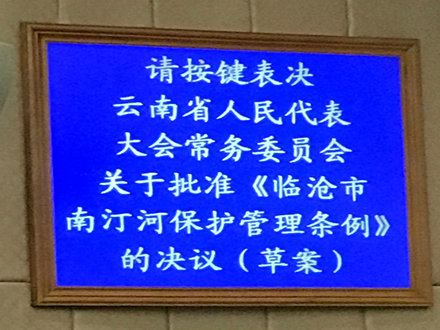 请按键表决
云南省人民代表
大会常务委员会
关于批准《临沧市
南汀河保护管理条例》
的决议（草案）